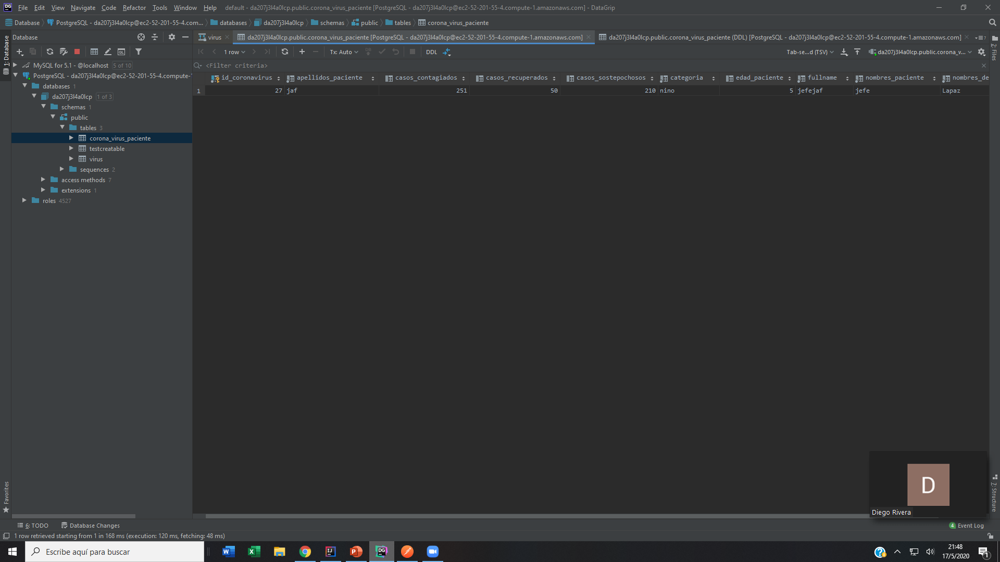 DG File Edit View Navigate Code Refactor Tools Window Help default - da207j3l4a0lcp.public.corona_virus_paciente [PostgreSQL - da207j3l4a0lcp@ec2-52-201-55-4.compute-1.amazonaws.com] - DataGrip
Database PostgreSQL - da207j3l4a0lcp@ec2-52-201-55-4.com... databases da207j3l4a0lcp schemas public tables corona_virus_paciente
Database virus da207j3l4a0lcp.public.corona_virus_paciente [PostgreSQL - da207j3l4a0lcp@ec2-52-201-55-4.compute-1.amazonaws.com] da207j3l4a0lcp.public.corona_virus_paciente (DDL) [PostgreSQL - da207j3l4a0lcp@ec2-52-201-55-4.compute-1.amazonaws.com] 7
1: Database
2: Files
1 row Tx: Auto DB DDL Tab-se...d (TSV) da207j3l4a0lcp.public.corona_v...
<Filter criteria>
MySQL for 5.1 - @localhost 5 of 10
PostgreSQL - da207j3l4a0lcp@ec2-52-201-55-4.compute-1
databases 1
da207j3l4a0lcp 1 of 3
schemas 1
public
tables 3
corona_virus_paciente
testcreatable
virus
sequences 2
access methods 7
extensions 1
roles 4527
id_coronavirus apellidos_paciente casos_contagiados casos_recuperados casos_sostepochosos categoria edad_paciente fullname nombres_paciente nombres_de
1 27 jaf 251 50 210 nino 5 jefejaf jefe Lapaz
D
Diego Rivera
Favorites
7: Structure
6: TODO Database Changes 4 Event Log
1 row retrieved starting from 1 in 168 ms (execution: 120 ms, fetching: 48 ms)
Escribe aquí para buscar
W X IJ P DG
21:48
17/5/2020
1